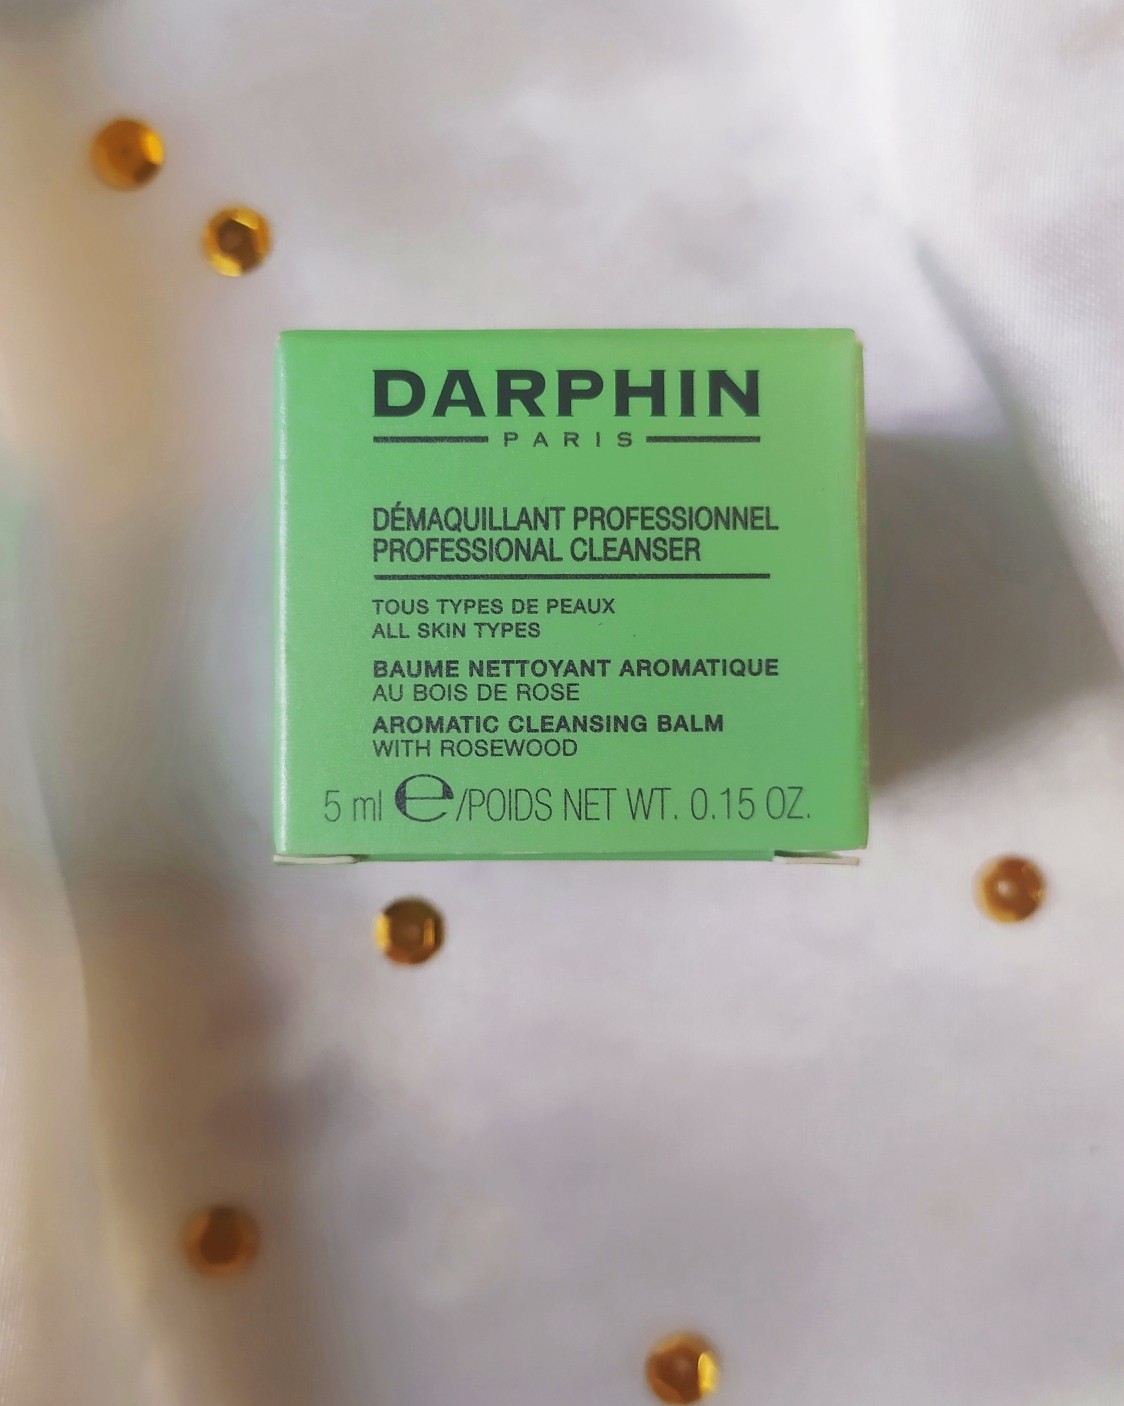 DARPHIN
PARIS
DÉMAQUILLANT PROFESSIONNEL
PROFESSIONAL CLEANSER
TOUS TYPES DE PEAUX
ALL SKIN TYPES
BAUME NETTOYANT AROMATIQUE
AU BOIS DE ROSE
AROMATIC CLEANSING BALM
WITH ROSEWOOD
5 ml ℮/POIDS NET WT. 0.15 OZ.